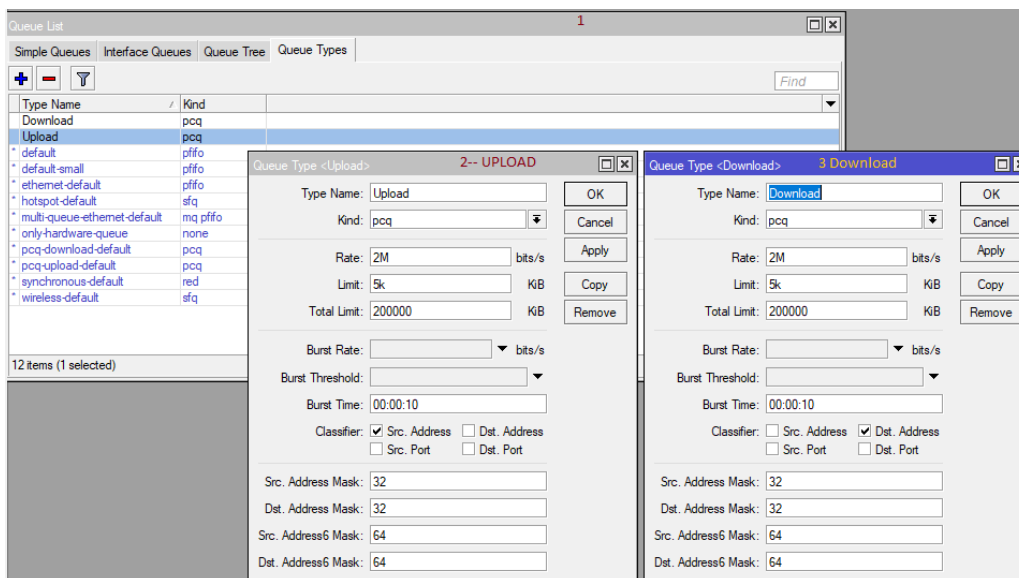 Queue List 1
Simple Queues Interface Queues Queue Tree Queue Types
Find
Type Name Kind
Download pcq
Upload pcq
* default pfifo
* default-small pfifo
* ethernet-default pfifo
* hotspot-default sfq
* multi-queue-ethernet-default mq pfifo
* only-hardware-queue none
* pcq-download-default pcq
* pcq-upload-default pcq
* synchronous-default red
* wireless-default sfq
12 items (1 selected)
Queue Type <Upload> 2-- UPLOAD
Type Name: Upload OK
Kind: pcq Cancel
Apply
Rate: 2M bits/s
Limit: 5k KiB Copy
Total Limit: 200000 KiB Remove
Burst Rate: bits/s
Burst Threshold:
Burst Time: 00:00:10
Classifier: Src. Address Dst. Address
Src. Port Dst. Port
Src. Address Mask: 32
Dst. Address Mask: 32
Src. Address6 Mask: 64
Dst. Address6 Mask: 64
Queue Type <Download> 3 Download
Type Name: Download OK
Kind: pcq Cancel
Apply
Rate: 2M bits/s
Limit: 5k KiB Copy
Total Limit: 200000 KiB Remove
Burst Rate: bits/s
Burst Threshold:
Burst Time: 00:00:10
Classifier: Src. Address Dst. Address
Src. Port Dst. Port
Src. Address Mask: 32
Dst. Address Mask: 32
Src. Address6 Mask: 64
Dst. Address6 Mask: 64